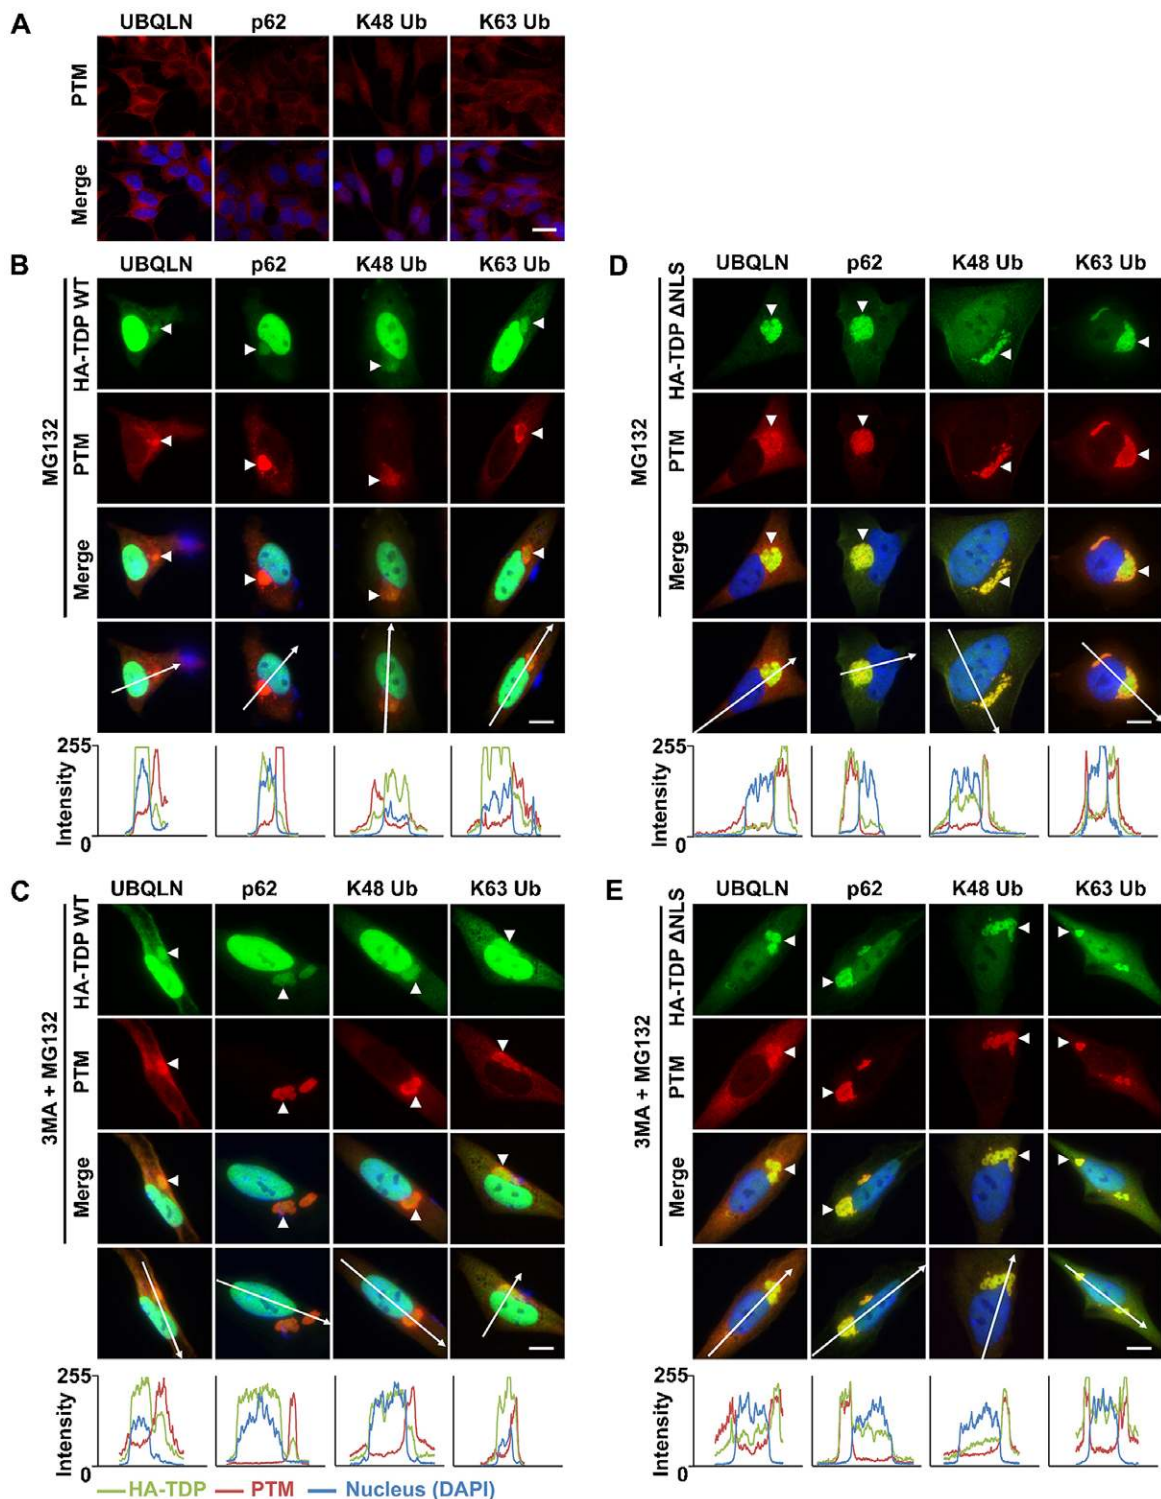 A
UBQLN p62 K48 Ub K63 Ub
PTM
Merge
B
UBQLN p62 K48 Ub K63 Ub
MG132
HA-TDP WT
PTM
Merge
255
Intensity
0
C
UBQLN p62 K48 Ub K63 Ub
3MA + MG132
HA-TDP WT
PTM
Merge
255
Intensity
0
HA-TDP PTM Nucleus (DAPI)
D
UBQLN p62 K48 Ub K63 Ub
MG132
HA-TDP ΔNLS
PTM
Merge
255
Intensity
0
E
UBQLN p62 K48 Ub K63 Ub
3MA + MG132
HA-TDP ΔNLS
PTM
Merge
255
Intensity
0